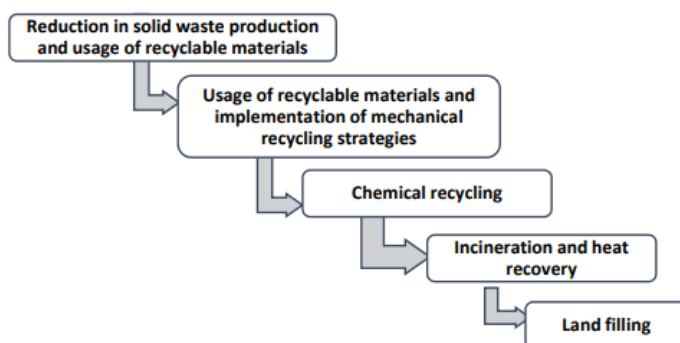 Reduction in solid waste production
and usage of recyclable materials
Usage of recyclable materials and
implementation of mechanical
recycling strategies
Chemical recycling
Incineration and heat
recovery
Land filling